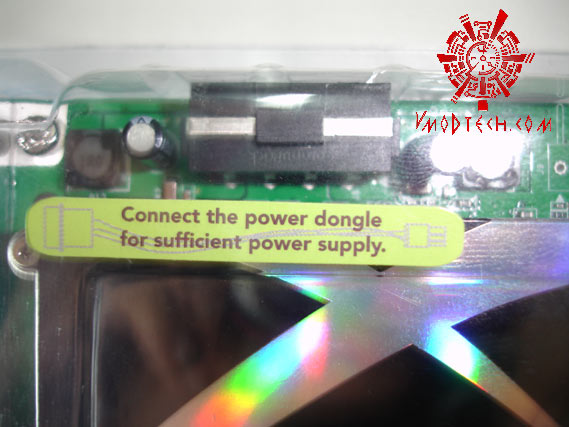 VMODTECH.COM
Connect the power dongle
for sufficient power supply.